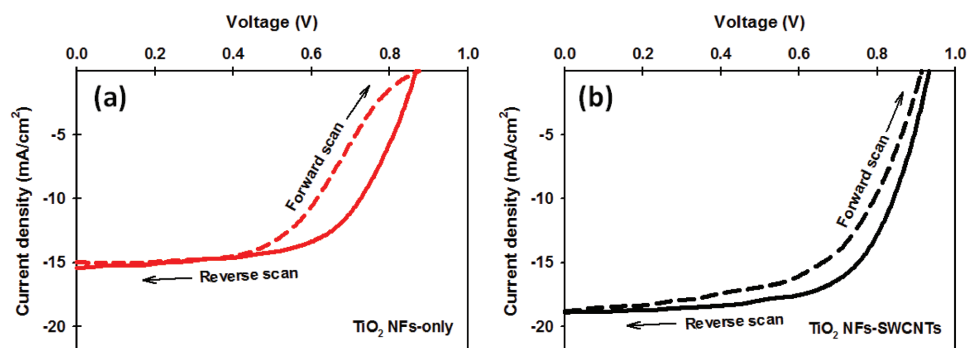 Voltage (V)
0.0 0.2 0.4 0.6 0.8 1.0
(a)
Forward scan
Reverse scan
-5
-10
-15
-20
Current density (mA/cm²)
TiO₂ NFs-only
Voltage (V)
0.0 0.2 0.4 0.6 0.8 1.0
(b)
Forward scan
Reverse scan
-5
-10
-15
-20
Current density (mA/cm²)
TiO₂ NFs-SWCNTs